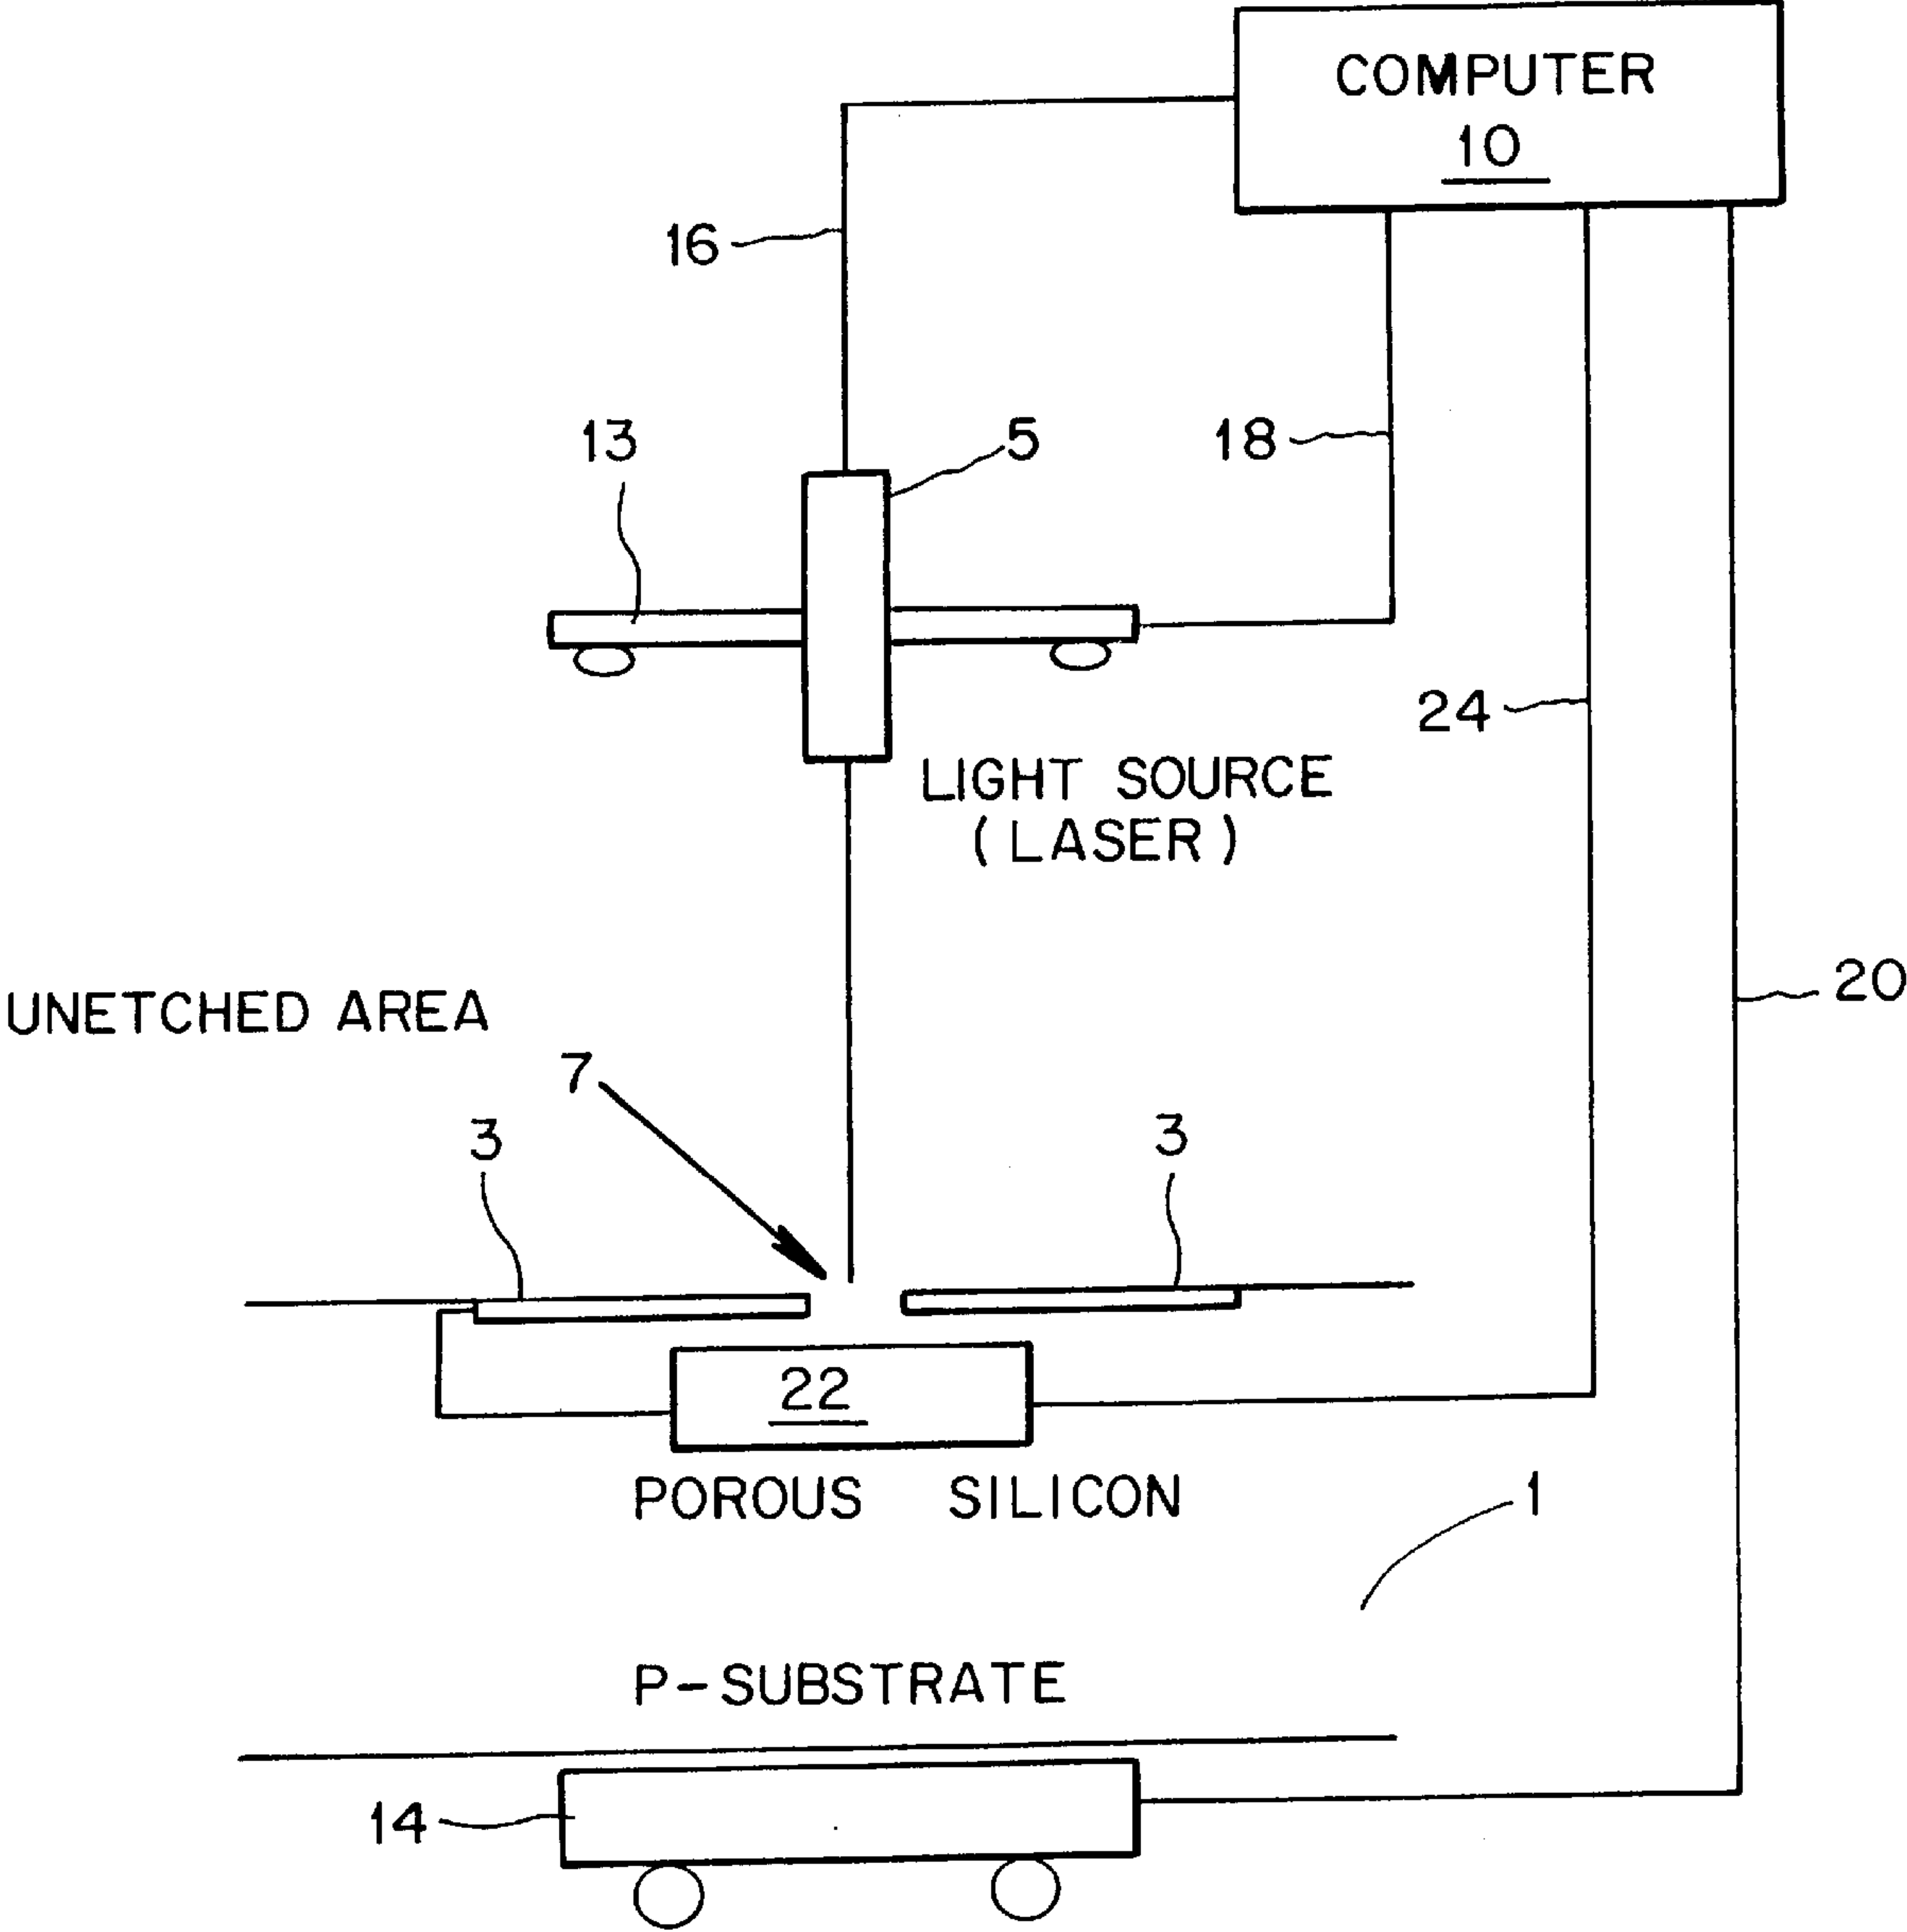 COMPUTER
10
16
13
5
18
LIGHT SOURCE
(LASER)
24
UNETCHED AREA
20
7
3
3
22
POROUS SILICON
1
P-SUBSTRATE
14